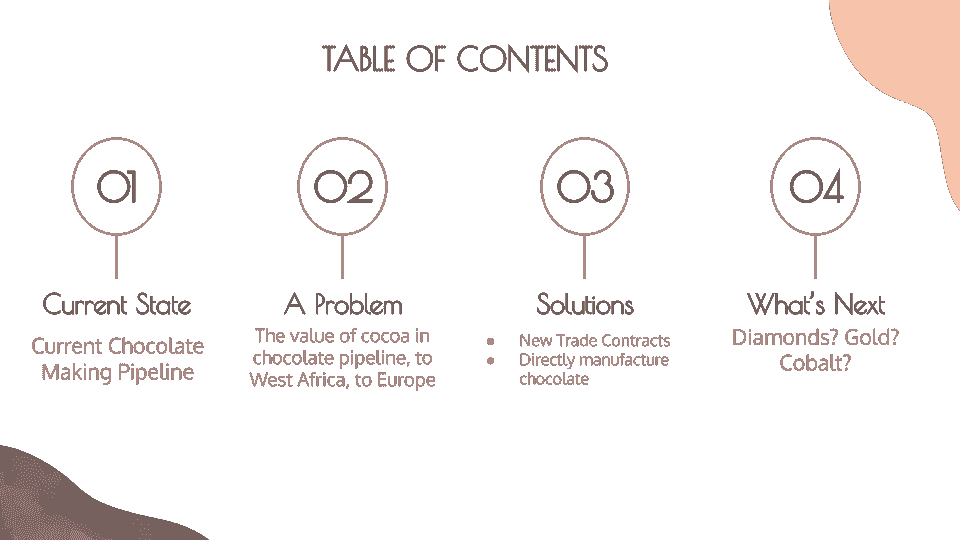 TABLE OF CONTENTS
01
02
03
04
Current State
Current Chocolate
Making Pipeline
A Problem
The value of cocoa in
chocolate pipeline, to
West Africa, to Europe
Solutions
● New Trade Contracts
● Directly manufacture
chocolate
What's Next
Diamonds? Gold?
Cobalt?